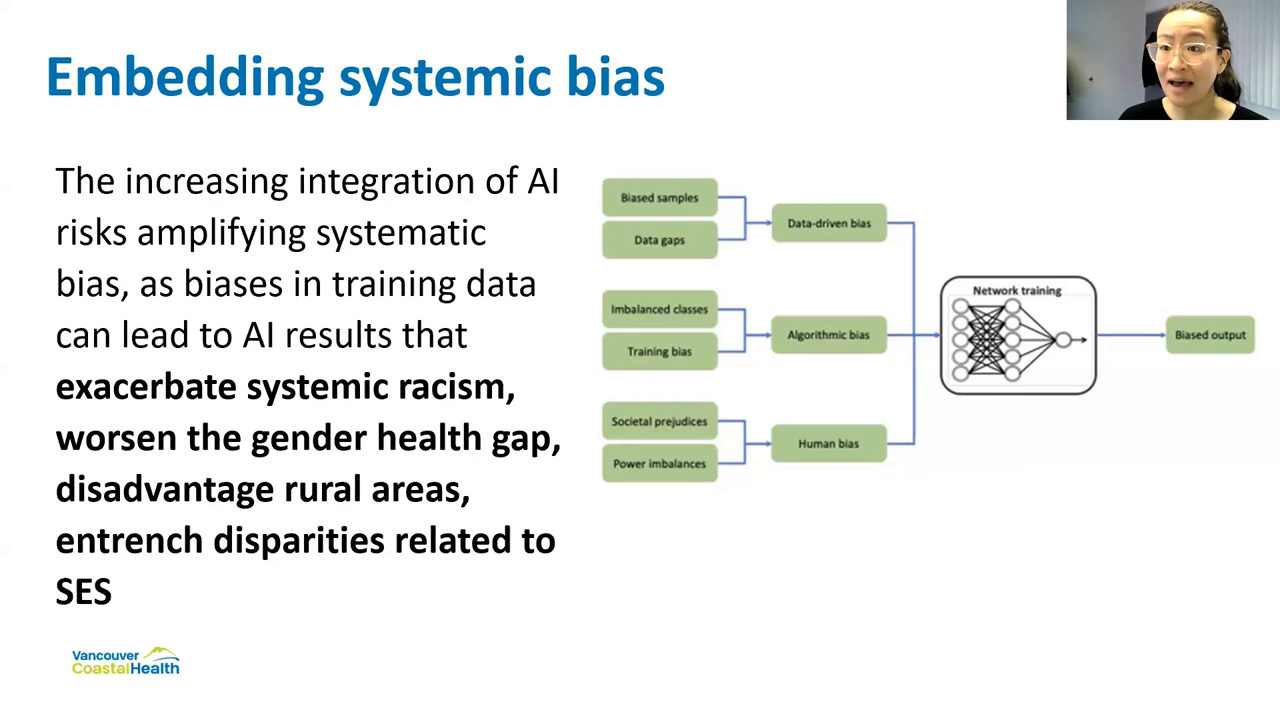 Embedding systemic bias
The increasing integration of AI
risks amplifying systematic
bias, as biases in training data
can lead to AI results that
exacerbate systemic racism,
worsen the gender health gap,
disadvantage rural areas,
entrench disparities related to
SES
Biased samples
Data gaps
Data-driven bias
Imbalanced classes
Training bias
Algorithmic bias
Societal prejudices
Power imbalances
Human bias
Network training
Biased output
Vancouver
CoastalHealth